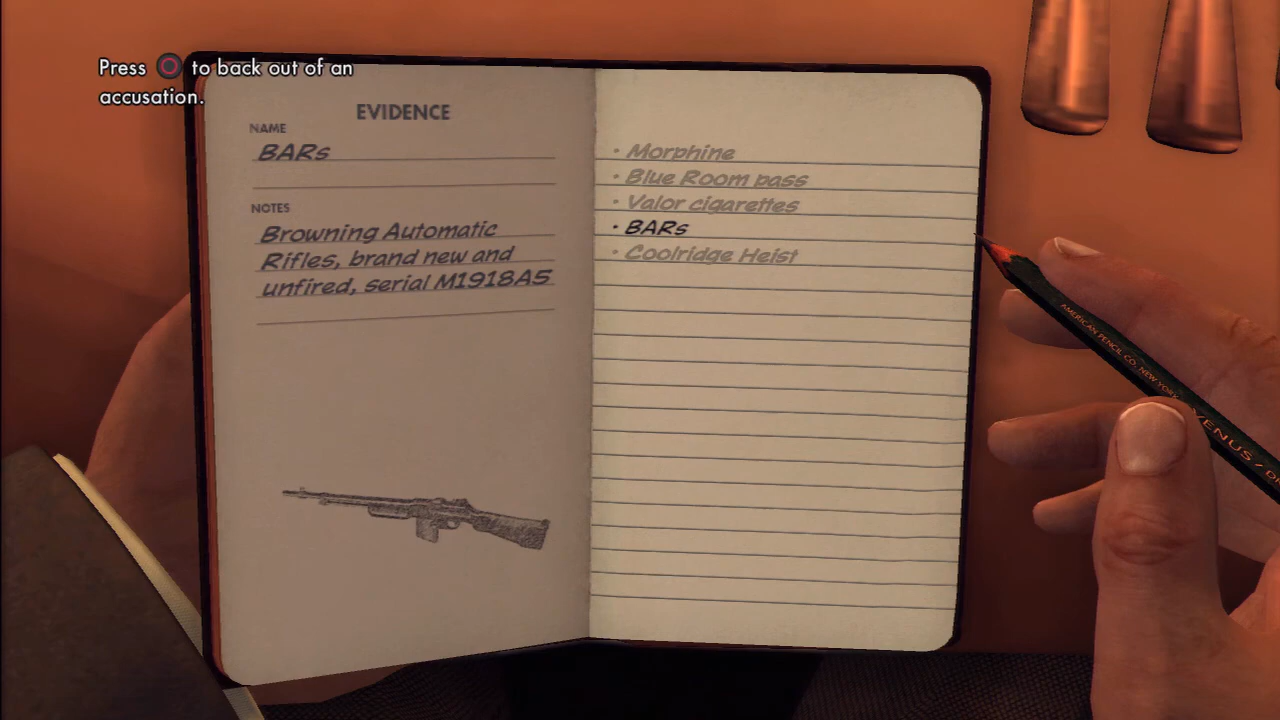 Press ○ to back out of an
accusation.
EVIDENCE
NAME
BARs
NOTES
Browning Automatic
Rifles, brand new and
unfired, serial M1918A5
• Morphine
• Blue Room pass
• Valor cigarettes
• BARs
• Coolridge Heist
AMERICAN PENCIL CO. NEW YORK
VENUS / DR